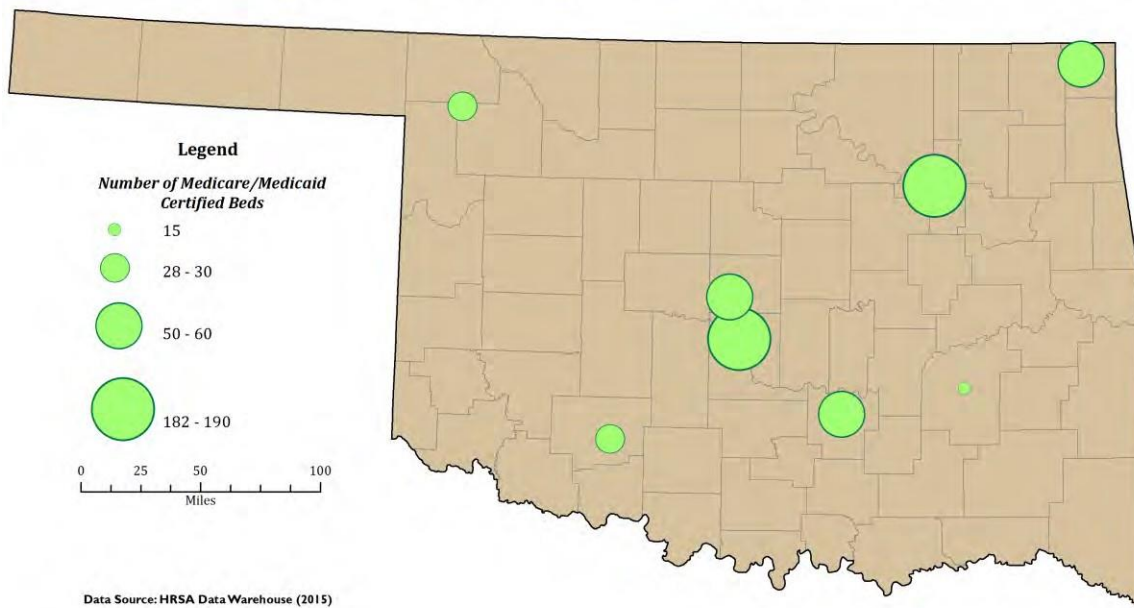 Legend
Number of Medicare/Medicaid
Certified Beds
15
28 - 30
50 - 60
182 - 190
0 25 50 100
Miles
Data Source: HRSA Data Warehouse (2015)